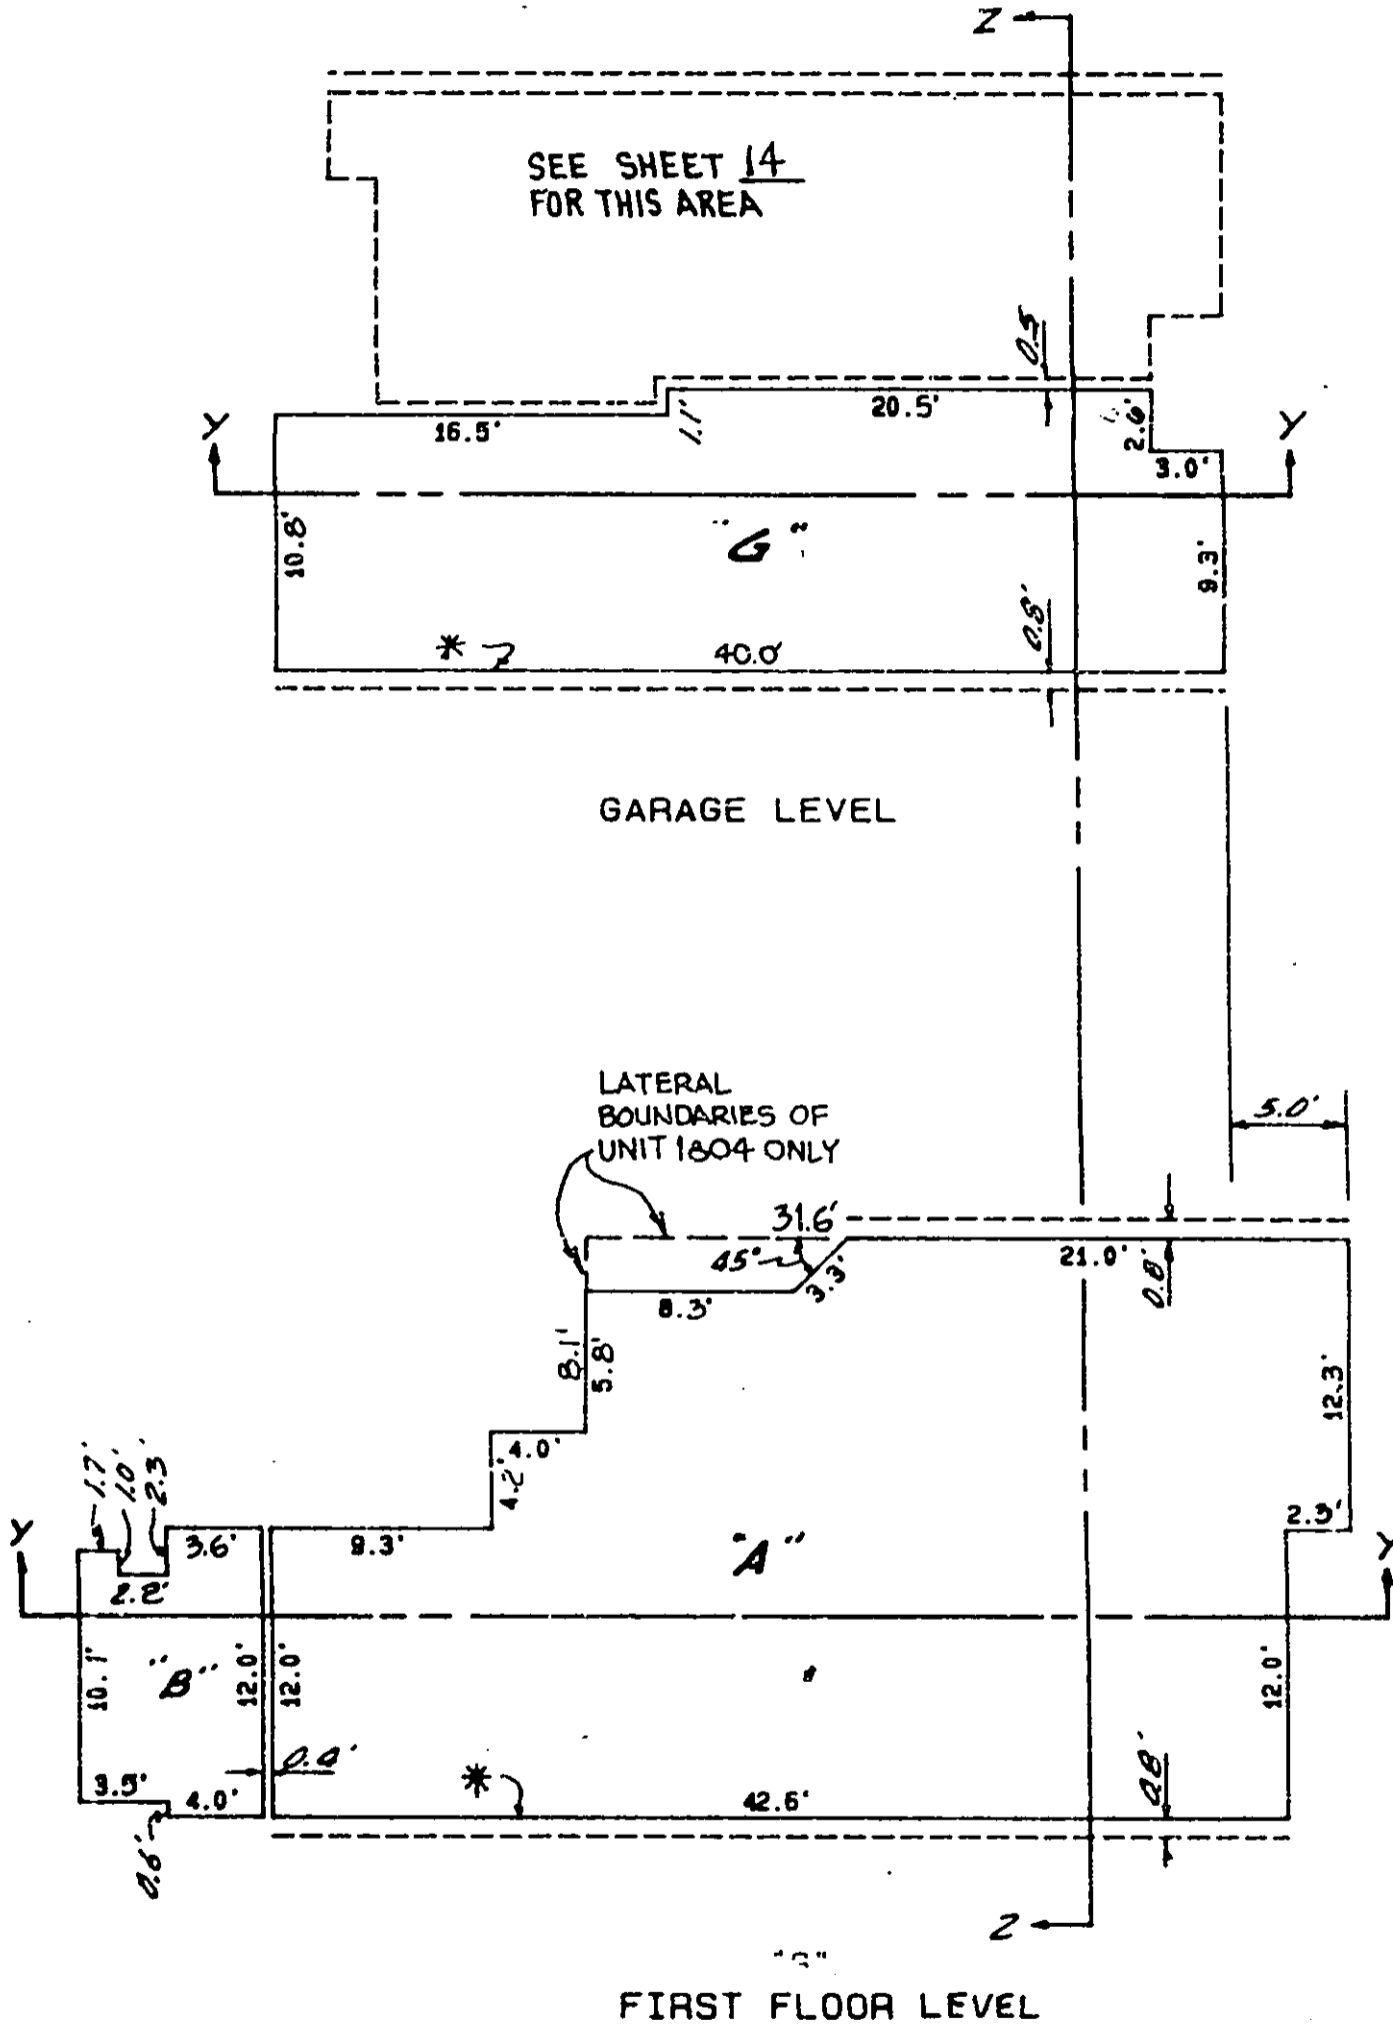 Z
SEE SHEET 14
FOR THIS AREA
0.5
20.5'
16.5'
1.1'
2.6'
3.0'
Y
Y
10.8'
"G"
9.3'
0.8'
*
40.0'
GARAGE LEVEL
LATERAL
BOUNDARIES OF
UNIT 1804 ONLY
5.0'
31.6'
45°
3.3'
21.0'
0.8'
8.3'
8.1'
5.8'
12.3'
4.0'
4.2'
1.7'
1.0'
2.3'
3.6'
9.3'
2.3'
Y
Y
2.2'
"A"
10.1'
"B"
12.0'
12.0'
12.0'
0.4'
3.5'
4.0'
0.6'
*
42.6'
0.8'
Z
FIRST FLOOR LEVEL